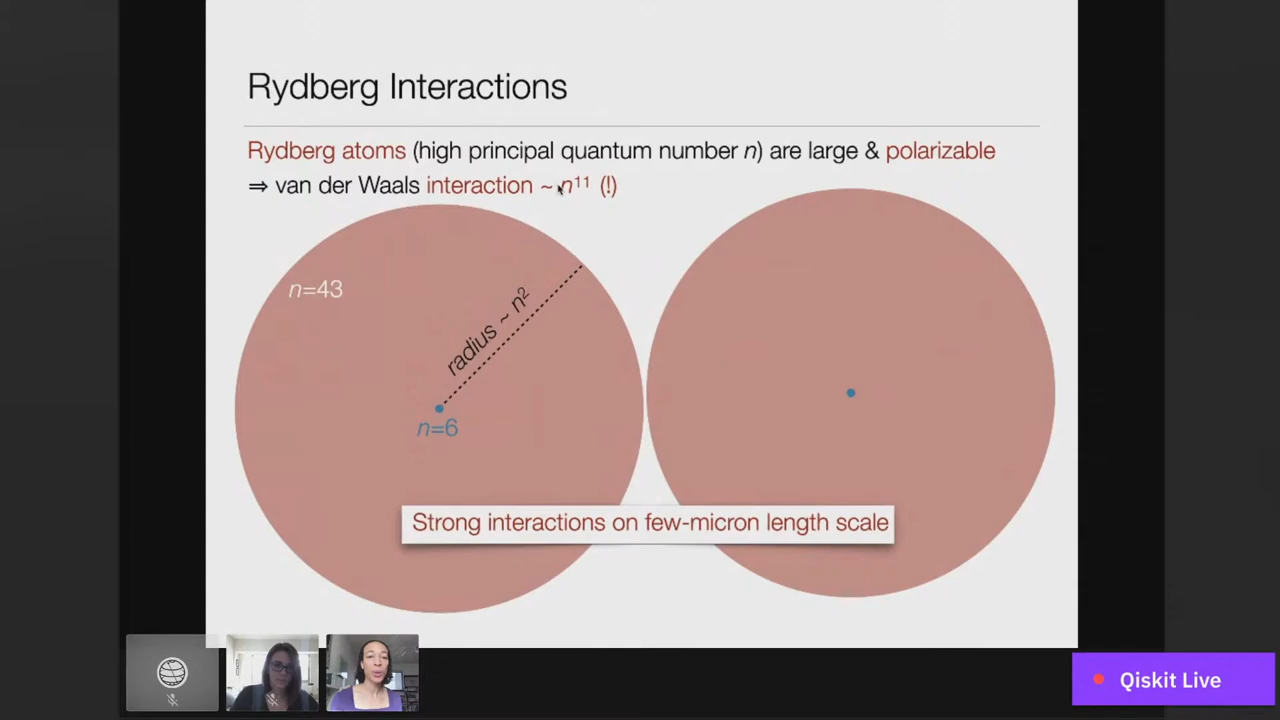 Rydberg Interactions
Rydberg atoms (high principal quantum number n) are large & polarizable
⇒ van der Waals interaction ~ n¹¹ (!)
n=43
radius ~ n²
n=6
Strong interactions on few-micron length scale
Qiskit Live